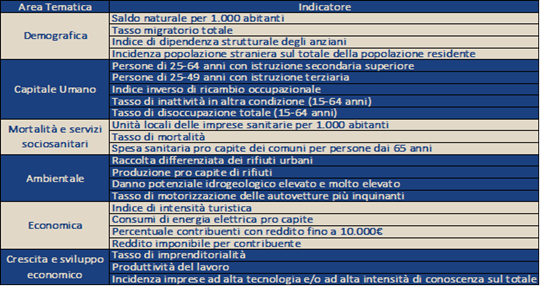 Area Tematica Indicatore
Demografica
Saldo naturale per 1.000 abitanti
Tasso migratorio totale
Indice di dipendenza strutturale degli anziani
Incidenza popolazione straniera sul totale della popolazione residente
Capitale Umano
Persone di 25-64 anni con istruzione secondaria superiore
Persone di 25-49 anni con istruzione terziaria
Indice inverso di ricambio occupazionale
Tasso di inattività in altra condizione (15-64 anni)
Tasso di disoccupazione totale (15-64 anni)
Mortalità e servizi
sociosanitari
Unità locali delle imprese sanitarie per 1.000 abitanti
Tasso di mortalità
Spesa sanitaria pro capite dei comuni per persone dai 65 anni
Ambientale
Raccolta differenziata dei rifiuti urbani
Produzione pro capite di rifiuti
Danno potenziale idrogeologico elevato e molto elevato
Tasso di motorizzazione delle autovetture più inquinanti
Economica
Indice di intensità turistica
Consumi di energia elettrica pro capite
Percentuale contribuenti con reddito fino a 10.000€
Reddito imponibile per contribuente
Crescita e sviluppo
economico
Tasso di imprenditorialità
Produttività del lavoro
Incidenza imprese ad alta tecnologia e/o ad alta intensità di conoscenza sul totale